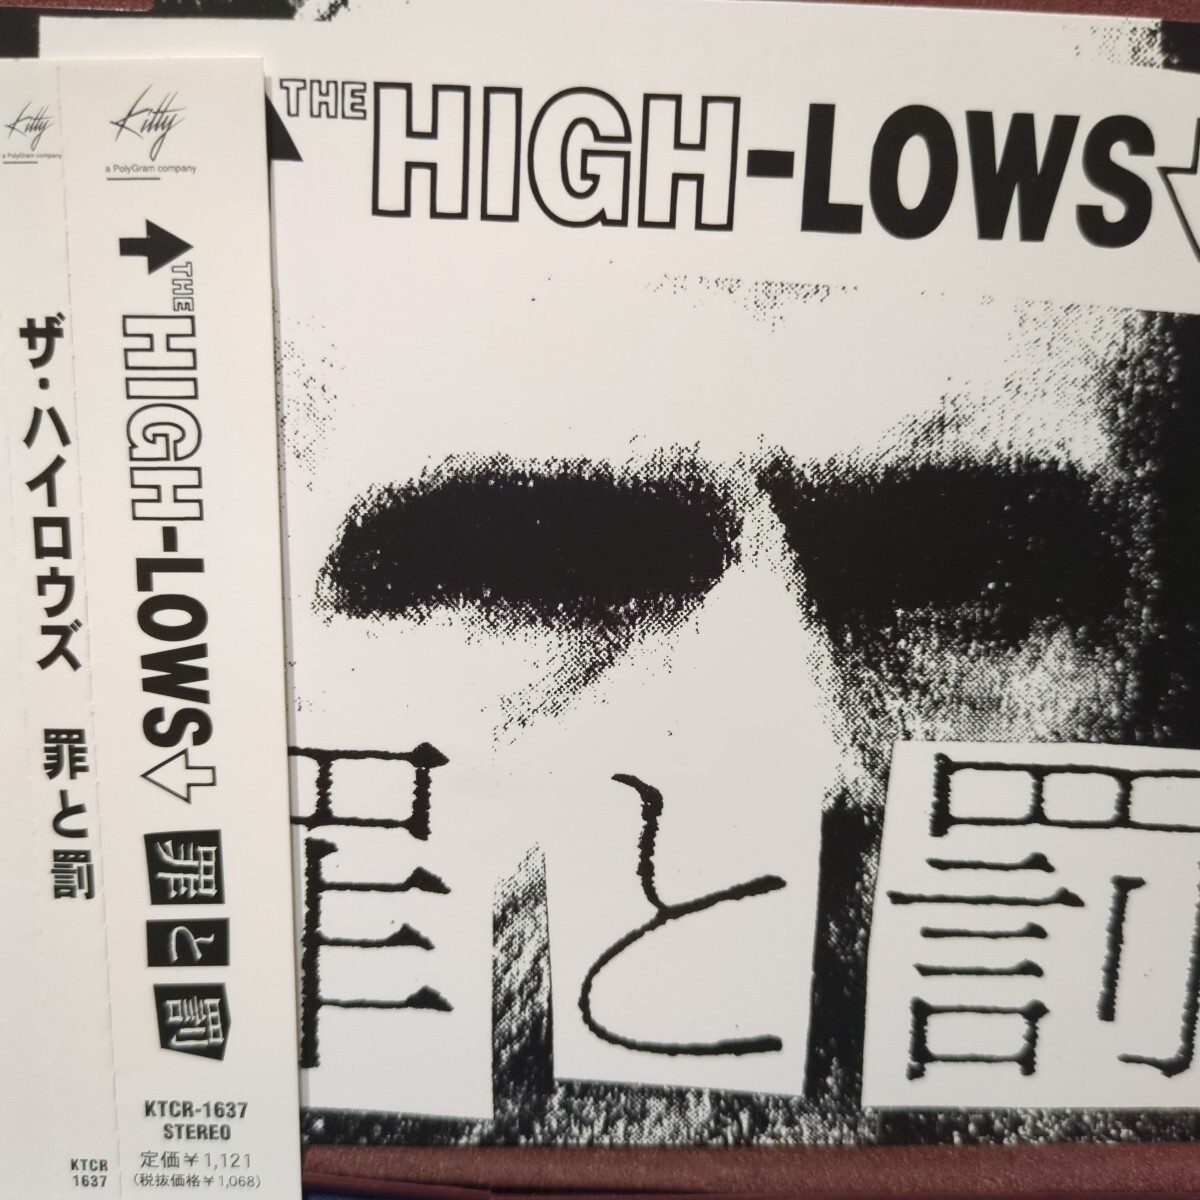 Kitty
a PolyGram company
ザ・ハイロウズ 罪と罰
KTCR
1637
Kitty
a PolyGram company
THE HIGH-LOWS
罪と罰
KTCR-1637
STEREO
定価¥1,121
(税抜価格¥1,068)
THE HIGH-LOWS
罪と罰